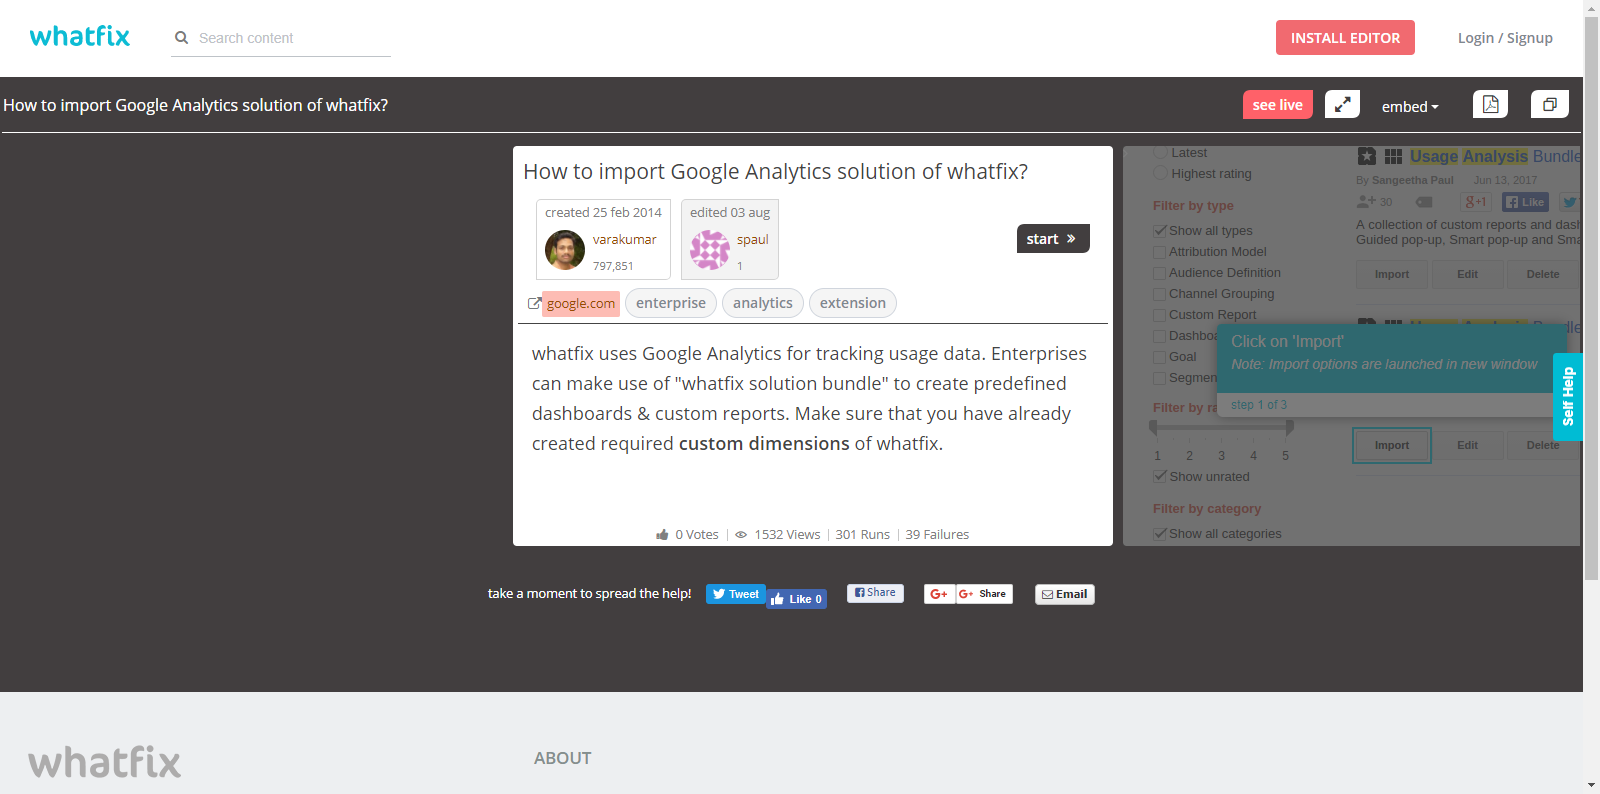 whatfix
Search content
INSTALL EDITOR
Login / Signup
How to import Google Analytics solution of whatfix?
see live
embed
How to import Google Analytics solution of whatfix?
created 25 feb 2014
varakumar
797,851
edited 03 aug
spaul
1
start »
google.com
enterprise
analytics
extension
whatfix uses Google Analytics for tracking usage data. Enterprises
can make use of "whatfix solution bundle" to create predefined
dashboards & custom reports. Make sure that you have already
created required custom dimensions of whatfix.
0 Votes | 1532 Views | 301 Runs | 39 Failures
Latest
Highest rating
Filter by type
Show all types
Attribution Model
Audience Definition
Channel Grouping
Custom Report
Goal
Filter by
1 2 3 4 5
Show unrated
Filter by category
Show all categories
Usage Analysis Bundle
By Sangeetha Paul Jun 13, 2017
30
g+1
Like
A collection of custom reports and
Guided pop-up, Smart pop-up and
Import Edit Delete
Click on 'Import'
Note: Import options are launched in new window
step 1 of 3
Import Edit Delete
Self Help
take a moment to spread the help!
Tweet
Like 0
Share
G+
G+ Share
Email
whatfix
ABOUT